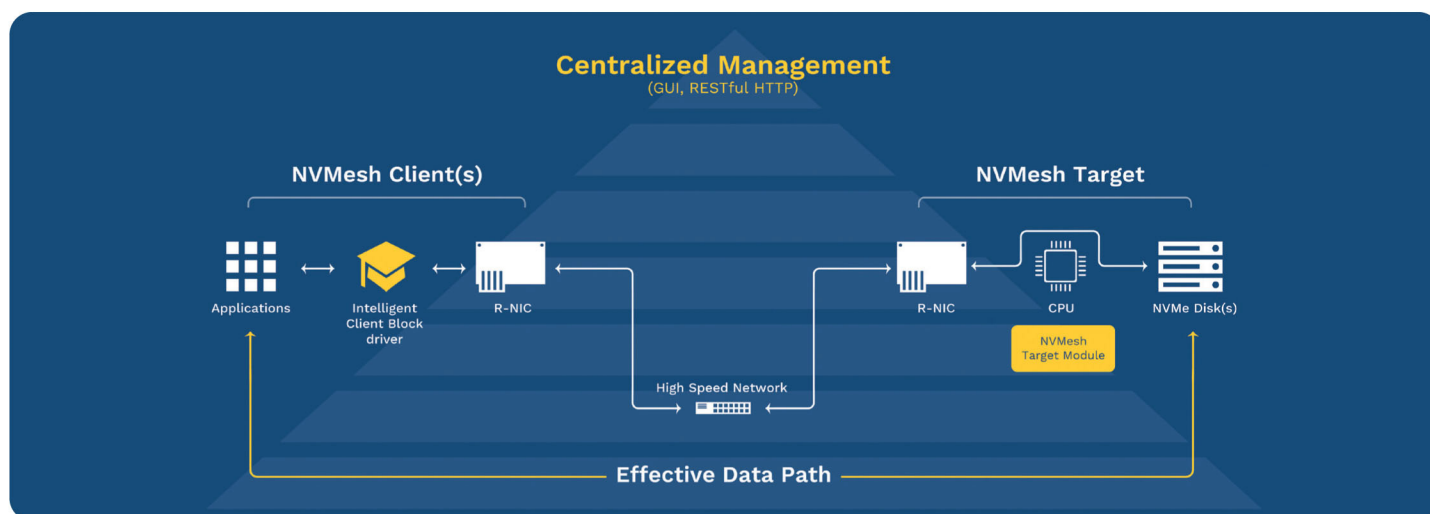 Centralized Management
(GUI, RESTful HTTP)
NVMesh Client(s)
NVMesh Target
Applications
Intelligent
Client Block
driver
R-NIC
R-NIC
CPU
NVMe Disk(s)
NVMesh
Target Module
High Speed Network
Effective Data Path